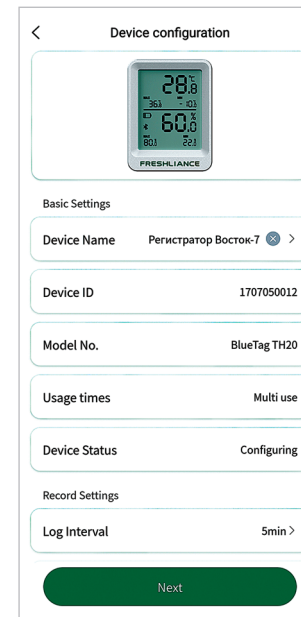 Device configuration
28.8℃
36.1 -10.1
60.0%
80.1 22.1
FRESHLIANCE
Basic Settings
Device Name Регистратор Восток-7
Device ID 1707050012
Model No. BlueTag TH20
Usage times Multi use
Device Status Configuring
Record Settings
Log Interval 5min
Next